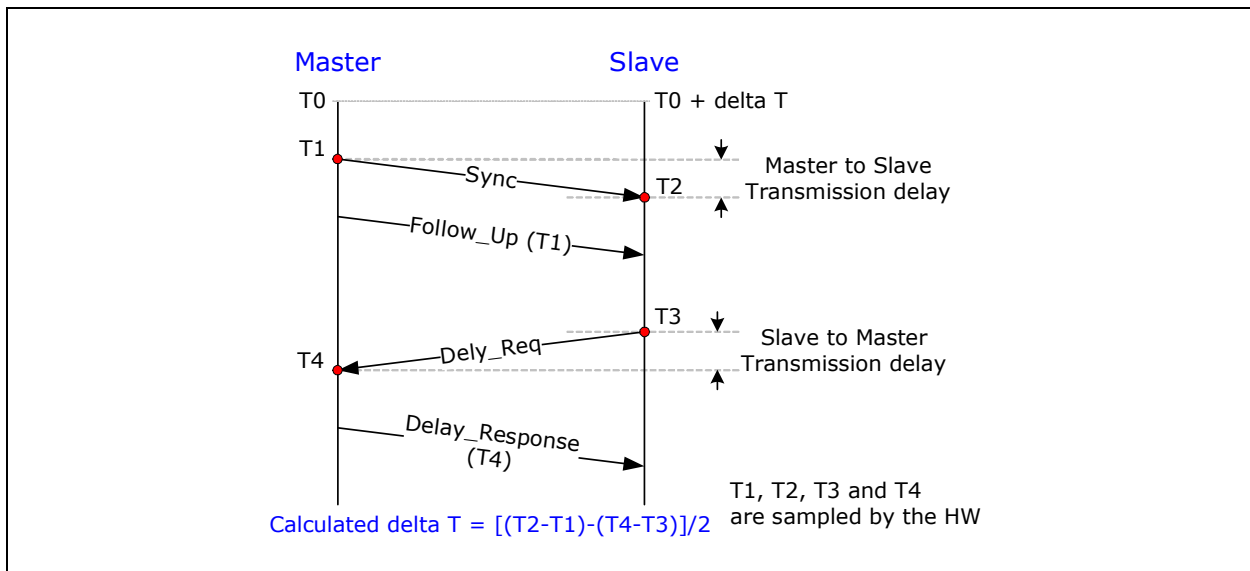 Master
Slave
T0
T0 + delta T
T1
Sync
T2
Master to Slave
Transmission delay
Follow_Up (T1)
T3
Dely_Req
T4
Slave to Master
Transmission delay
Delay_Response
(T4)
T1, T2, T3 and T4
are sampled by the HW
Calculated delta T = [(T2-T1)-(T4-T3)]/2